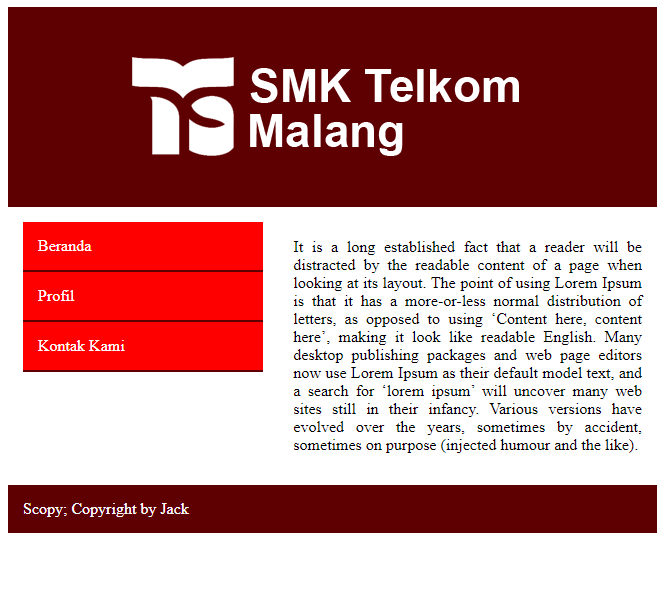 SMK Telkom
Malang
Beranda
Profil
Kontak Kami
It is a long established fact that a reader will be
distracted by the readable content of a page when
looking at its layout. The point of using Lorem Ipsum
is that it has a more-or-less normal distribution of
letters, as opposed to using ‘Content here, content
here’, making it look like readable English. Many
desktop publishing packages and web page editors
now use Lorem Ipsum as their default model text, and
a search for ‘lorem ipsum’ will uncover many web
sites still in their infancy. Various versions have
evolved over the years, sometimes by accident,
sometimes on purpose (injected humour and the like).
Scopy; Copyright by Jack